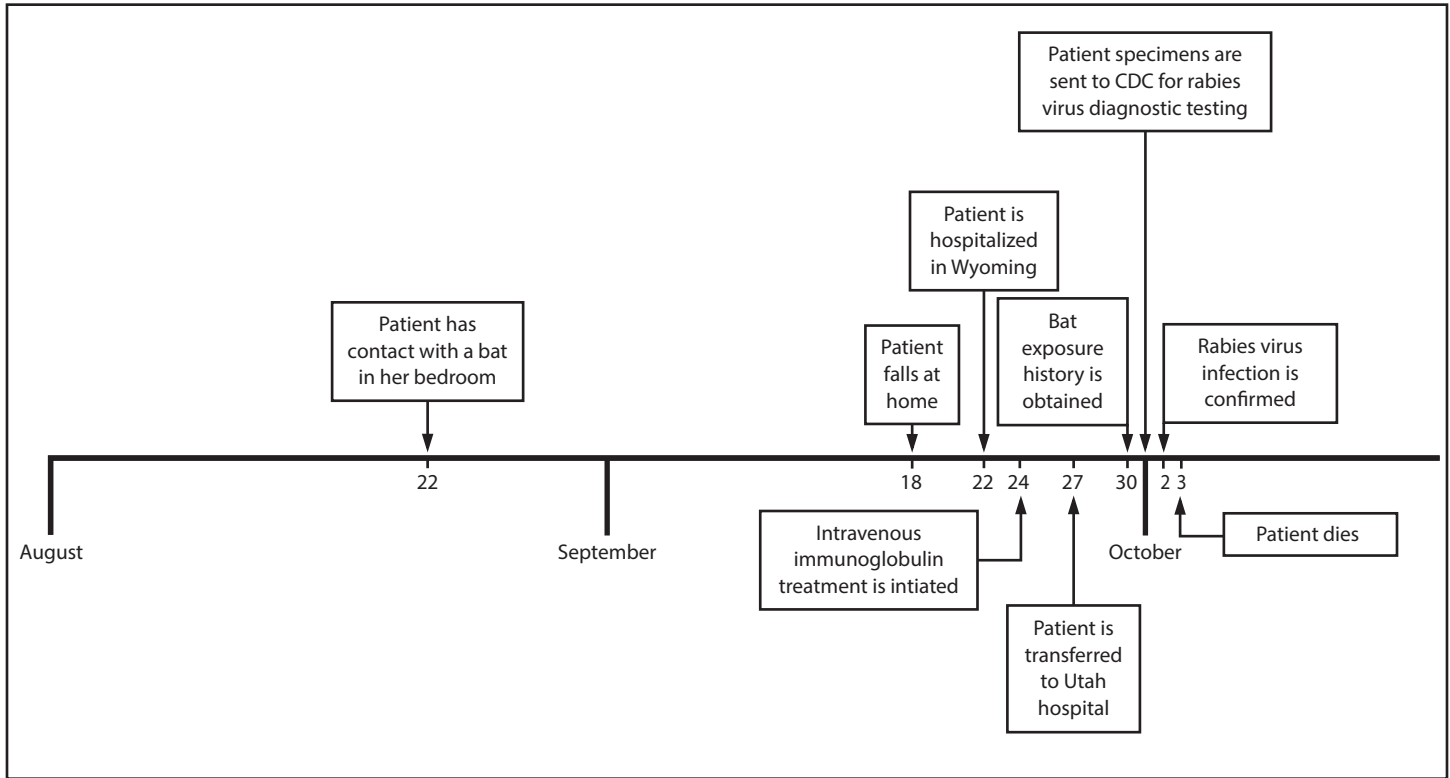 Patient specimens are
sent to CDC for rabies
virus diagnostic testing
Patient is
hospitalized
in Wyoming
Patient has
contact with a bat
in her bedroom
Patient
falls at
home
Bat
exposure
history is
obtained
Rabies virus
infection is
confirmed
22
18
22
24
27
30
2
3
August
September
October
Intravenous
immunoglobulin
treatment is intiated
Patient dies
Patient is
transferred
to Utah
hospital